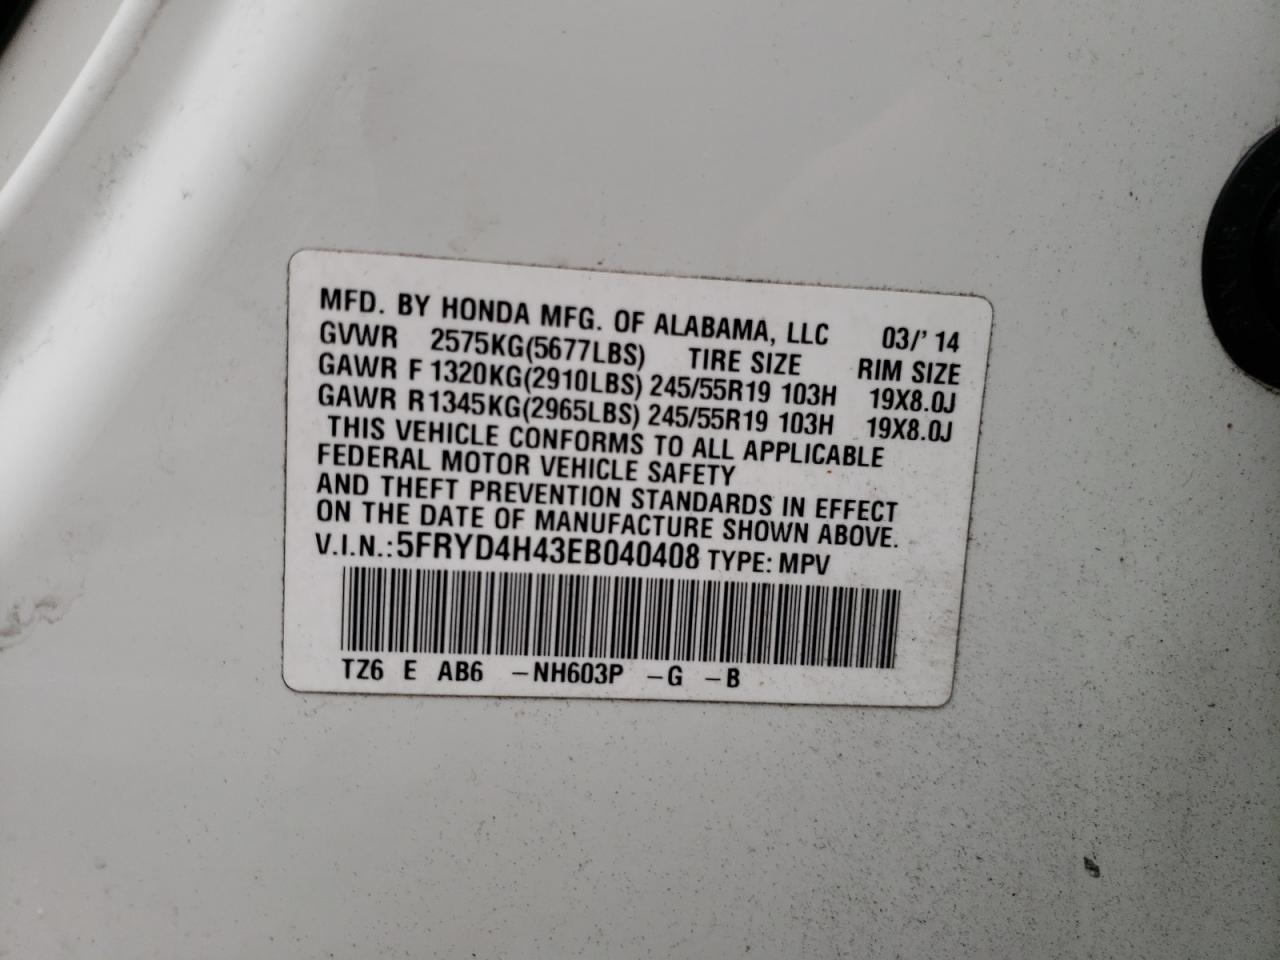 MFD. BY HONDA MFG. OF ALABAMA, LLC 03/' 14
GVWR 2575KG(5677LBS) TIRE SIZE RIM SIZE
GAWR F 1320KG(2910LBS) 245/55R19 103H 19X8.0J
GAWR R1345KG(2965LBS) 245/55R19 103H 19X8.0J
THIS VEHICLE CONFORMS TO ALL APPLICABLE
FEDERAL MOTOR VEHICLE SAFETY
AND THEFT PREVENTION STANDARDS IN EFFECT
ON THE DATE OF MANUFACTURE SHOWN ABOVE.
V.I.N.:5FRYD4H43EB040408 TYPE: MPV
TZ6 E AB6 –NH603P –G –B